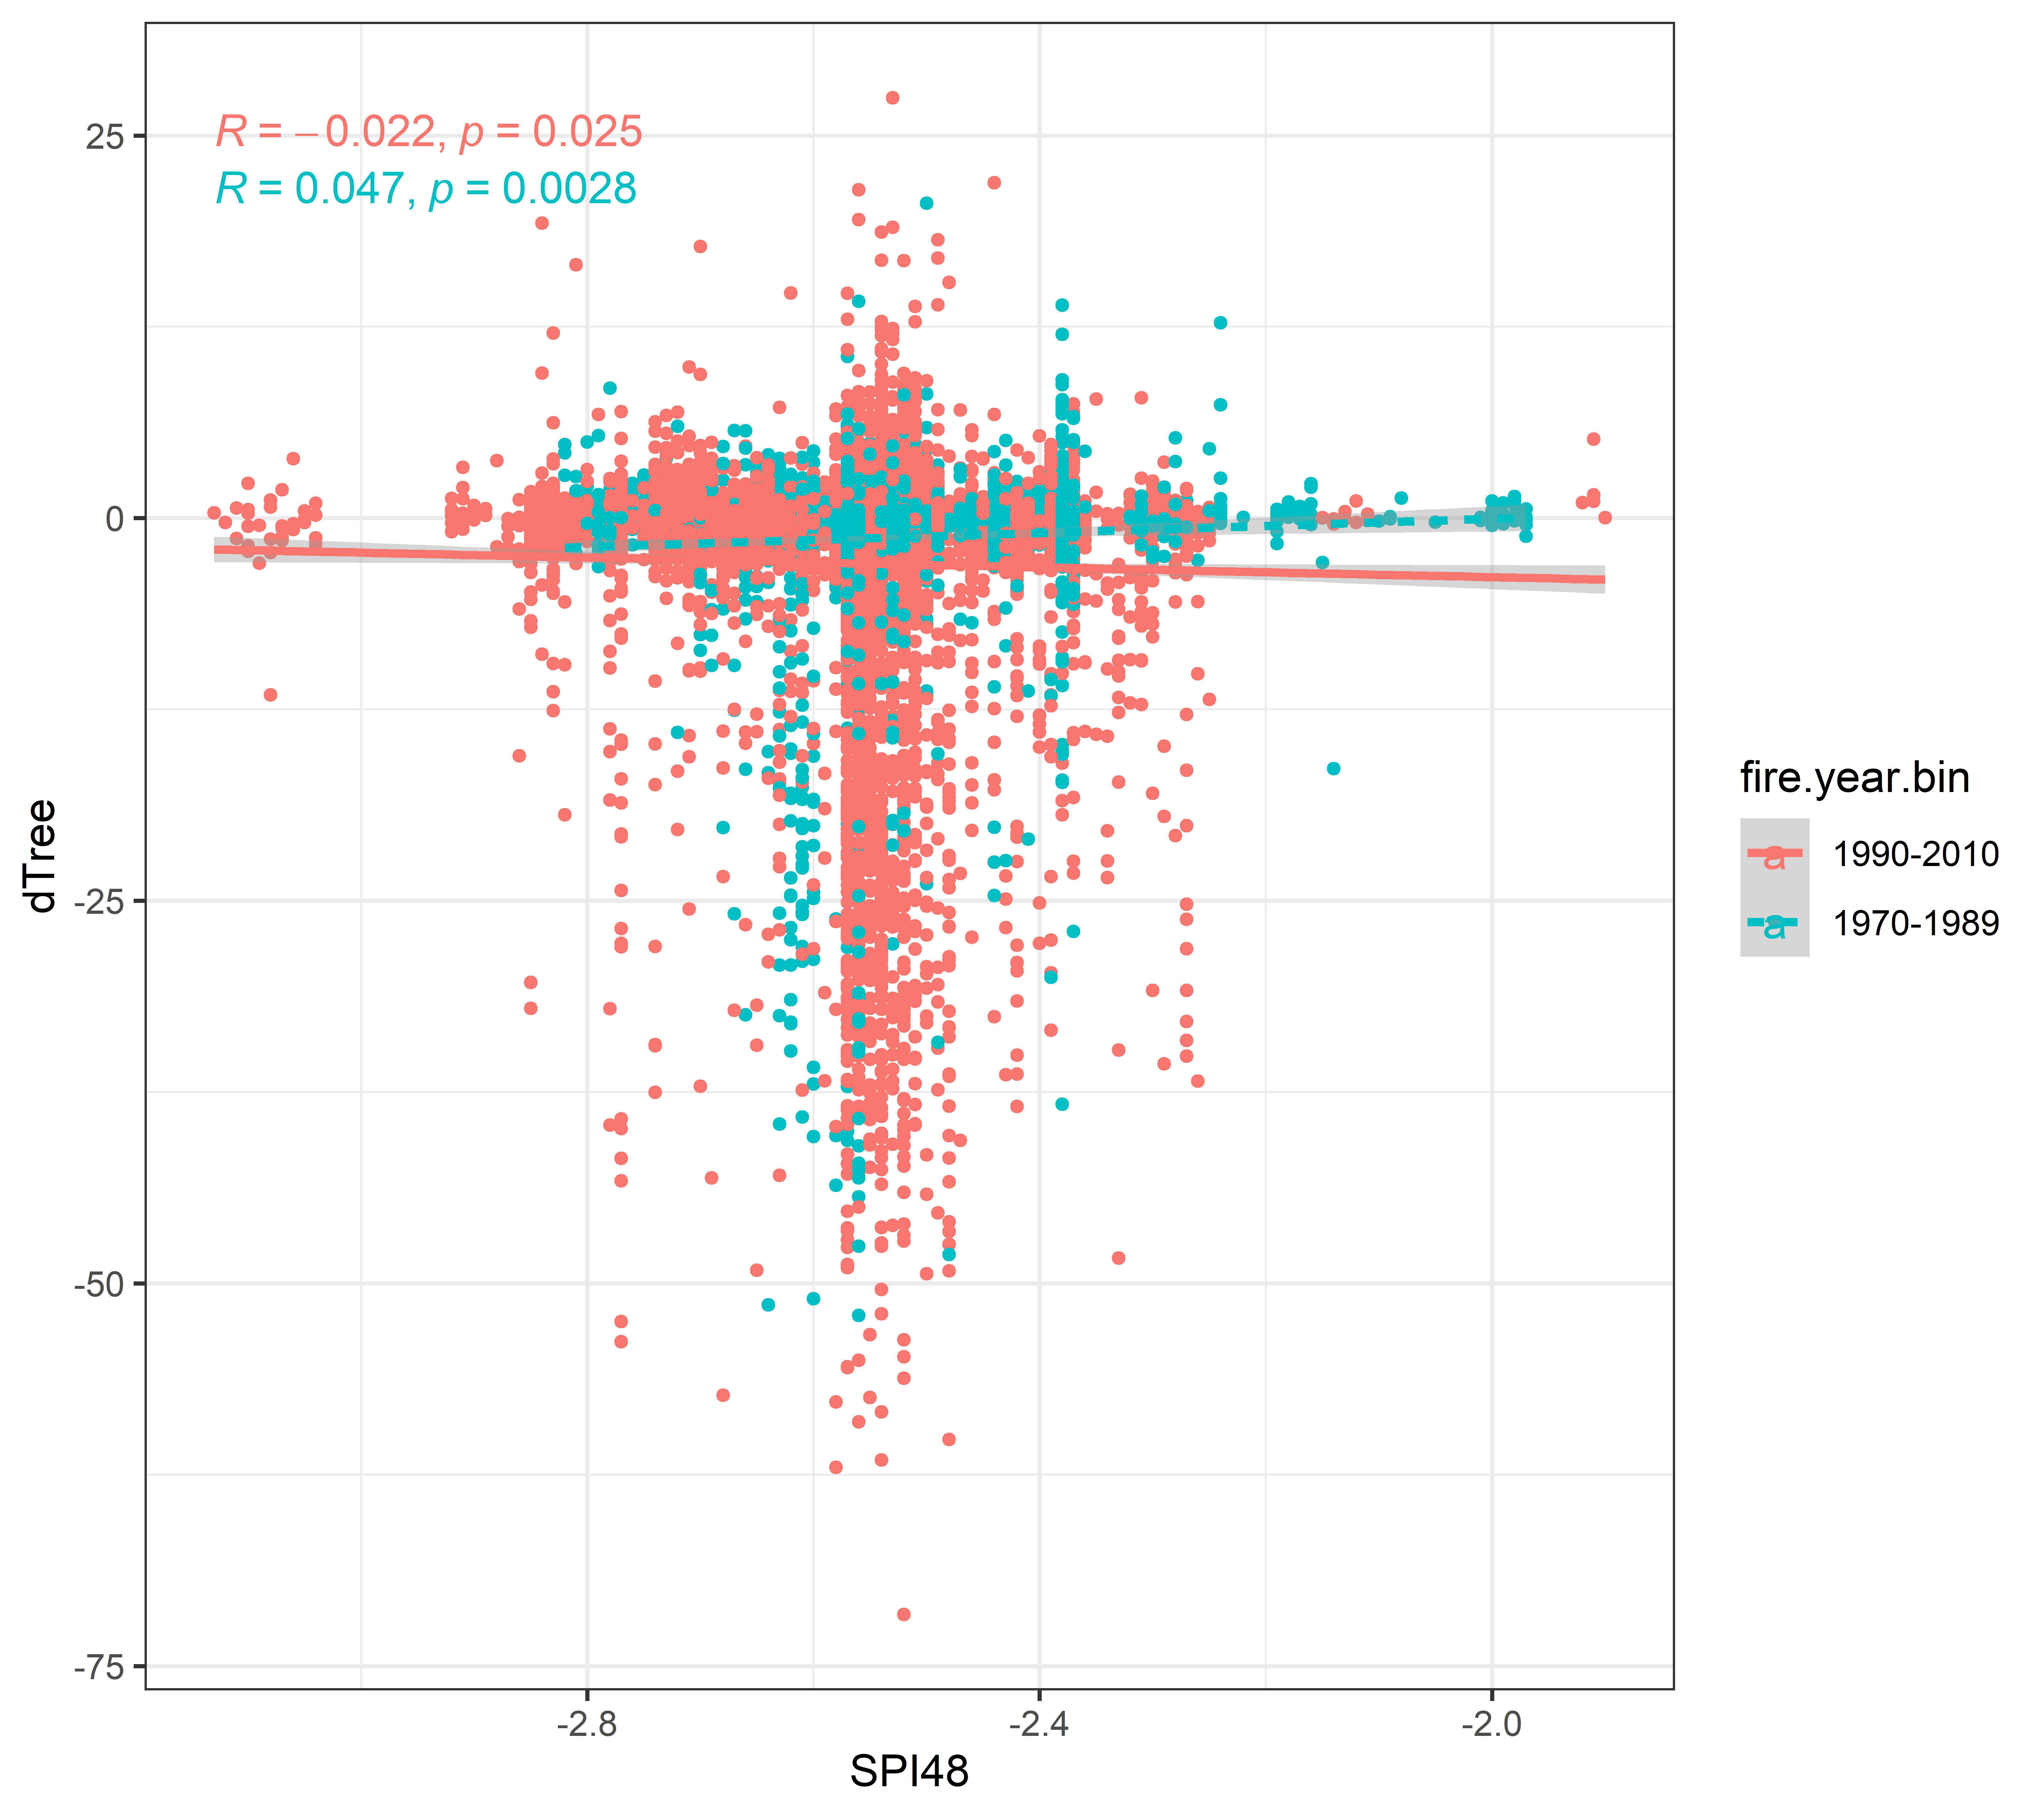 R = −0.022, p = 0.025
R = 0.047, p = 0.0028
25
0
-25
-50
-75
dTree
-2.8
-2.4
-2.0
SPI48
fire.year.bin
a 1990-2010
a 1970-1989